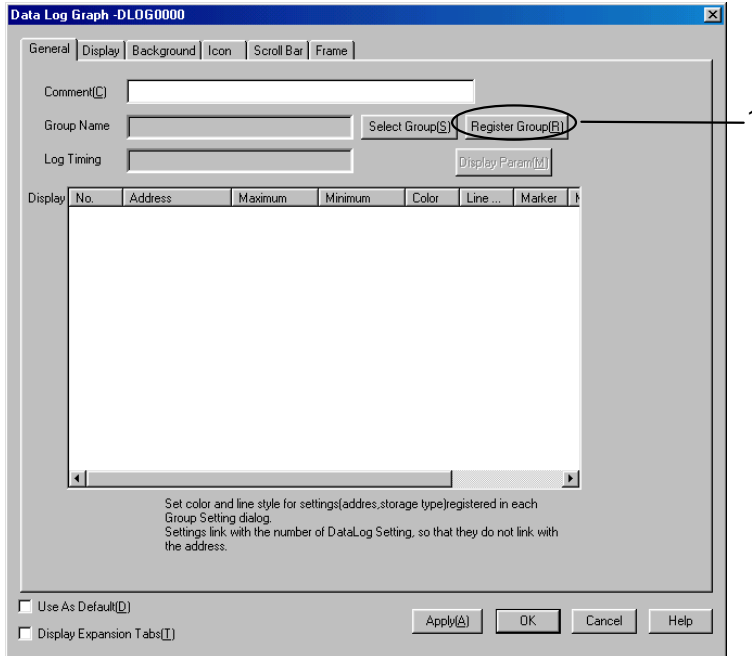 Data Log Graph -DLOG0000
General Display Background Icon Scroll Bar Frame
Comment(C)
Group Name Select Group(S) Register Group(R)
Log Timing Display Param(M)
Display No. Address Maximum Minimum Color Line ... Marker
Set color and line style for settings(addres,storage type)registered in each
Group Setting dialog.
Settings link with the number of DataLog Setting, so that they do not link with
the address.
Use As Default(D)
Display Expansion Tabs(T)
Apply(A) OK Cancel Help